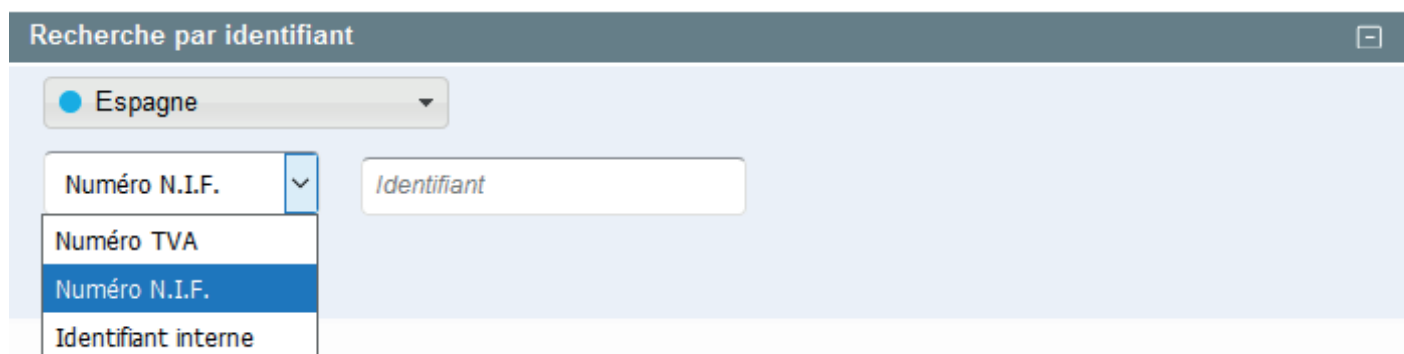 Recherche par identifiant
Espagne
Numéro N.I.F.
Identifiant
Numéro TVA
Numéro N.I.F.
Identifiant interne